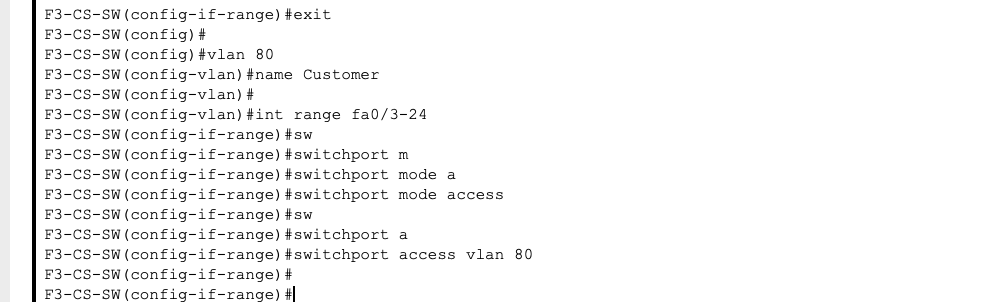 F3-CS-SW(config-if-range)#exit
F3-CS-SW(config)#
F3-CS-SW(config)#vlan 80
F3-CS-SW(config-vlan)#name Customer
F3-CS-SW(config-vlan)#
F3-CS-SW(config-vlan)#int range fa0/3-24
F3-CS-SW(config-if-range)#sw
F3-CS-SW(config-if-range)#switchport m
F3-CS-SW(config-if-range)#switchport mode a
F3-CS-SW(config-if-range)#switchport mode access
F3-CS-SW(config-if-range)#sw
F3-CS-SW(config-if-range)#switchport a
F3-CS-SW(config-if-range)#switchport access vlan 80
F3-CS-SW(config-if-range)#
F3-CS-SW(config-if-range)#